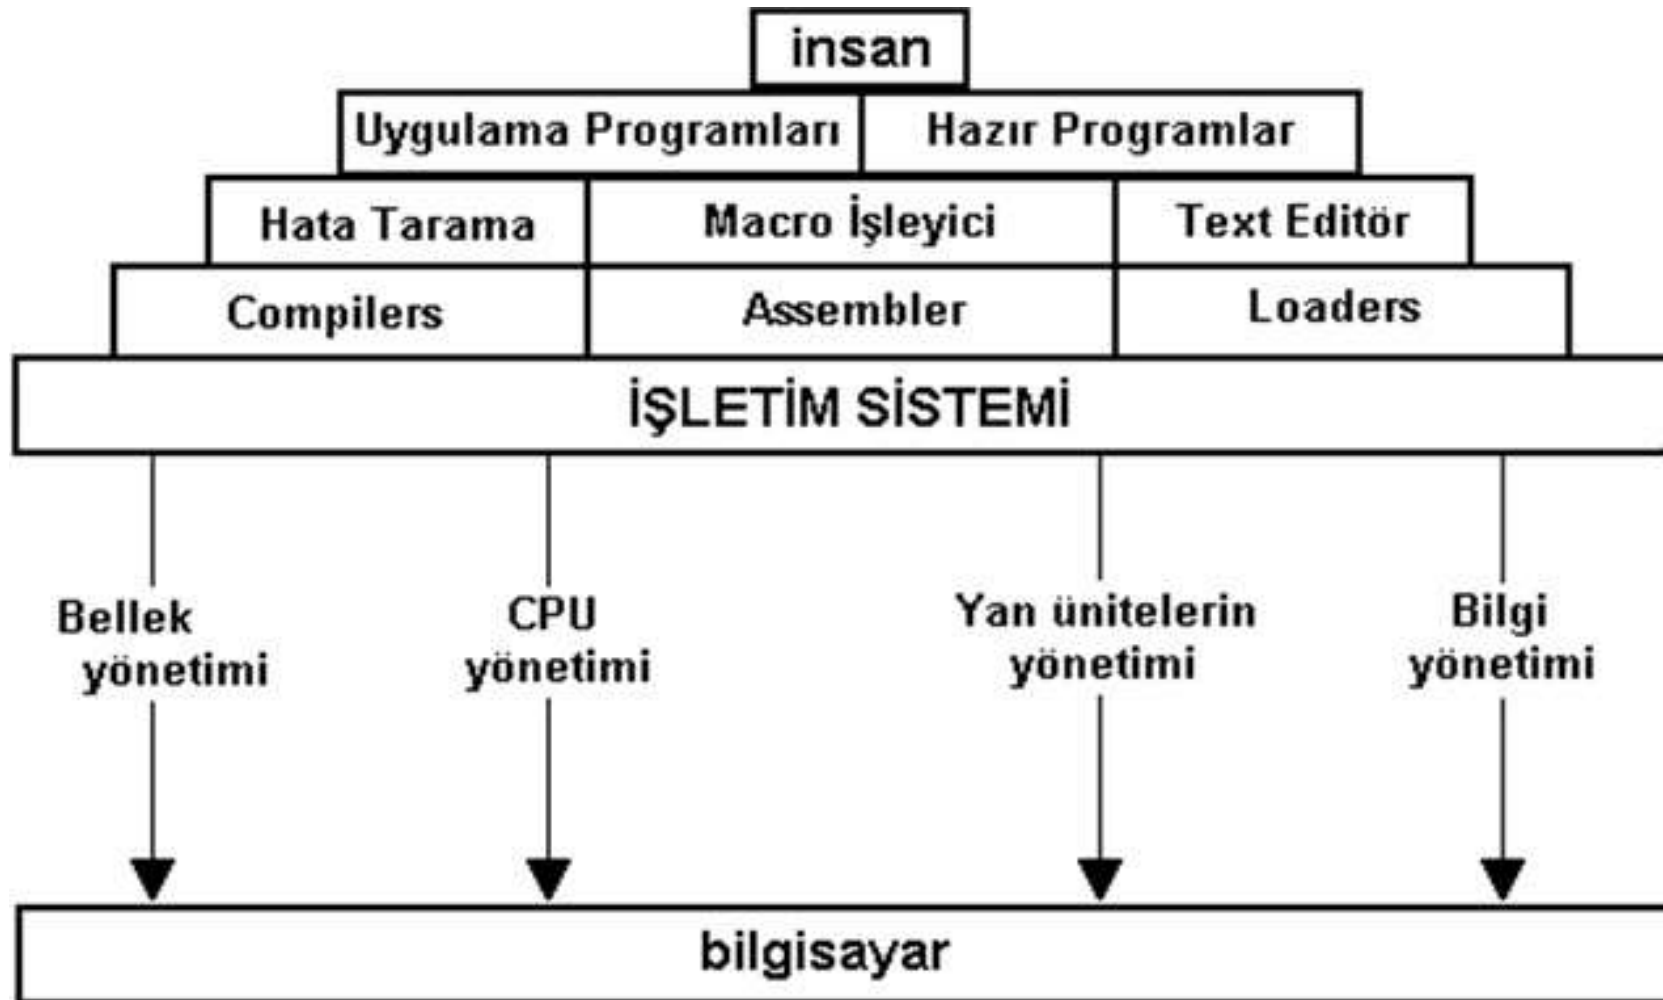 insan
Uygulama Programları Hazır Programlar
Hata Tarama Macro İşleyici Text Editör
Compilers Assembler Loaders
İŞLETİM SİSTEMİ
Bellek
yönetimi
CPU
yönetimi
Yan ünitelerin
yönetimi
Bilgi
yönetimi
bilgisayar